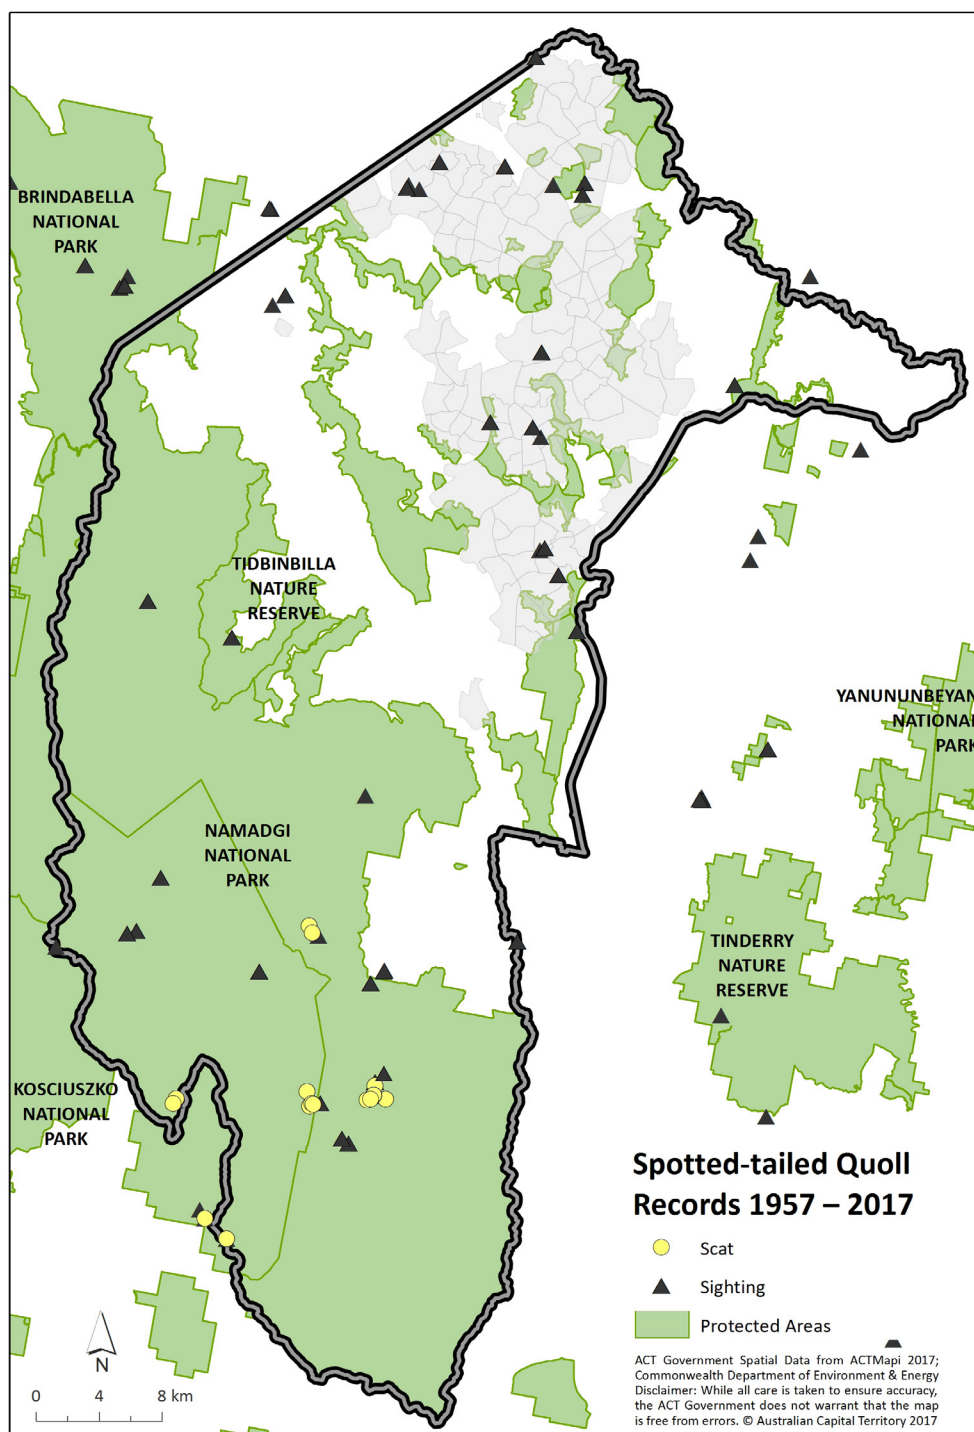 BRINDABELLA
NATIONAL
PARK
TIDBINBILLA
NATURE
RESERVE
YANUNUNBEYAN
NATIONAL
PARK
NAMADGI
NATIONAL
PARK
TINDERRY
NATURE
RESERVE
KOSCIUSZKO
NATIONAL
PARK
Spotted-tailed Quoll
Records 1957 – 2017
Scat
Sighting
Protected Areas
N
0 4 8 km
ACT Government Spatial Data from ACTMapi 2017;
Commonwealth Department of Environment & Energy
Disclaimer: While all care is taken to ensure accuracy,
the ACT Government does not warrant that the map
is free from errors. © Australian Capital Territory 2017